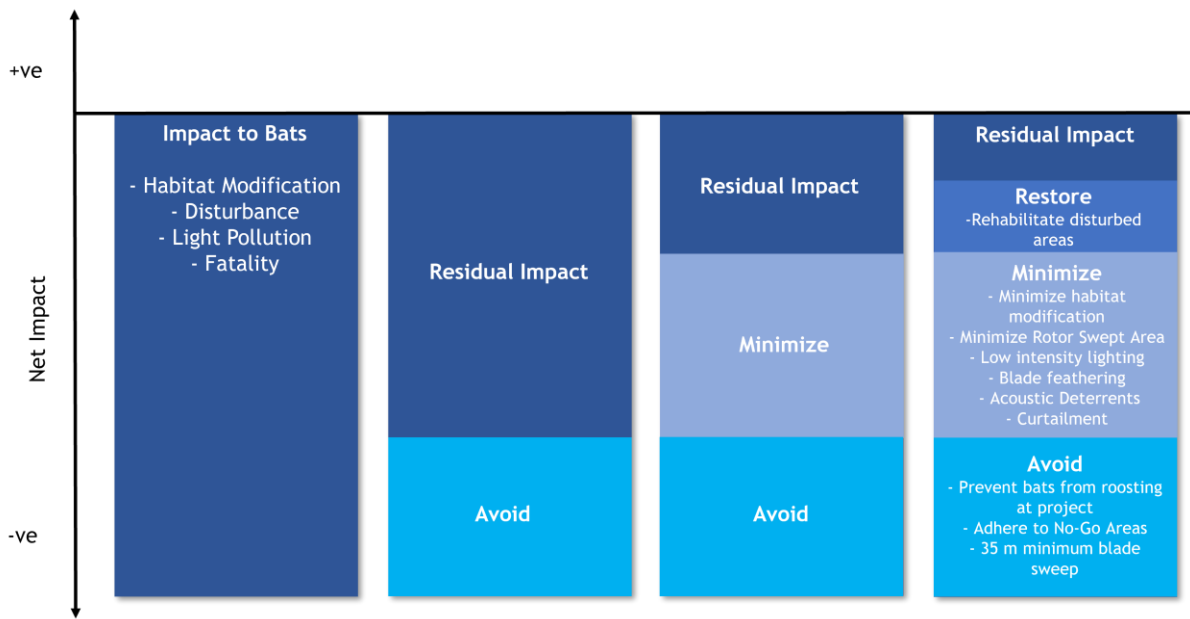 +ve
Net Impact
-ve
Impact to Bats
- Habitat Modification
- Disturbance
- Light Pollution
- Fatality
Residual Impact
Avoid
Residual Impact
Minimize
Avoid
Residual Impact
Restore
-Rehabilitate disturbed
areas
Minimize
- Minimize habitat
modification
- Minimize Rotor Swept Area
- Low intensity lighting
- Blade feathering
- Acoustic Deterrents
- Curtailment
Avoid
- Prevent bats from roosting
at project
- Adhere to No-Go Areas
- 35 m minimum blade
sweep